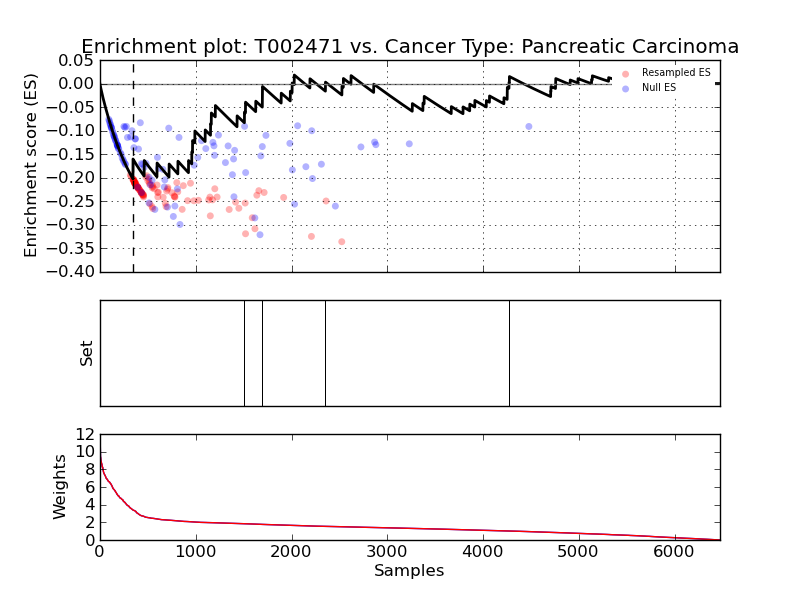 Enrichment plot: T002471 vs. Cancer Type: Pancreatic Carcinoma
Enrichment score (ES)
0.05
0.00
−0.05
−0.10
−0.15
−0.20
−0.25
−0.30
−0.35
−0.40
Resampled ES
Null ES
Set
Weights
12
10
8
6
4
2
0
0 1000 2000 3000 4000 5000 6000
Samples